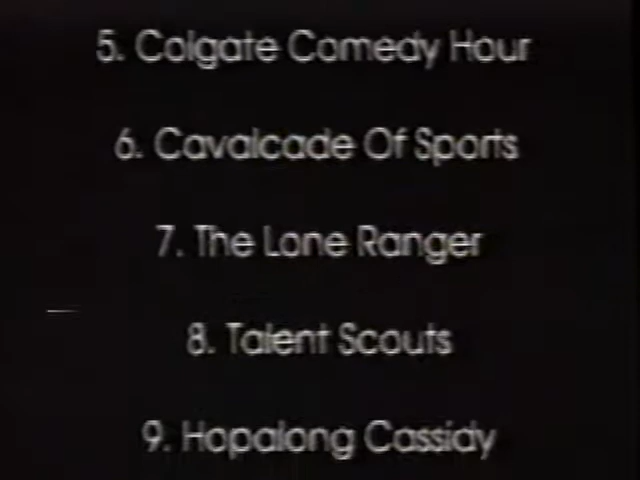 5. Colgate Comedy Hour
6. Cavalcade Of Sports
7. The Lone Ranger
8. Talent Scouts
9. Hopalong Cassidy